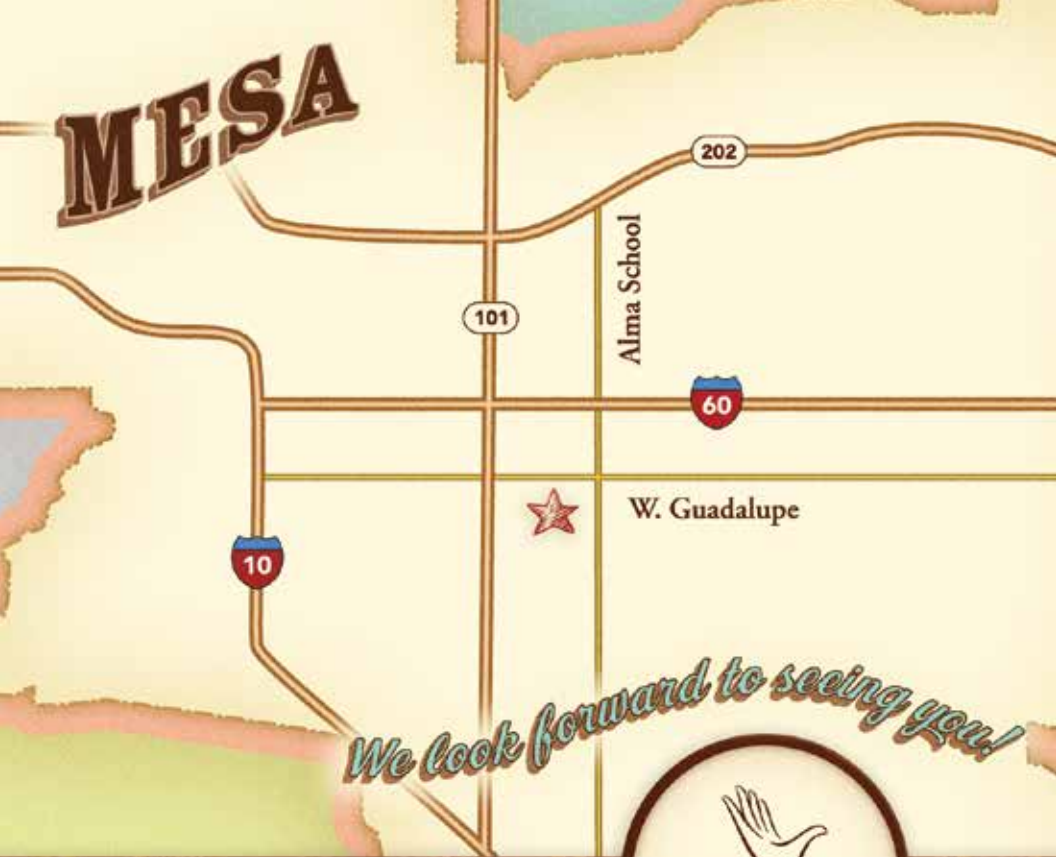 MESA
202
Alma School
101
60
W. Guadalupe
10
We look forward to seeing you!